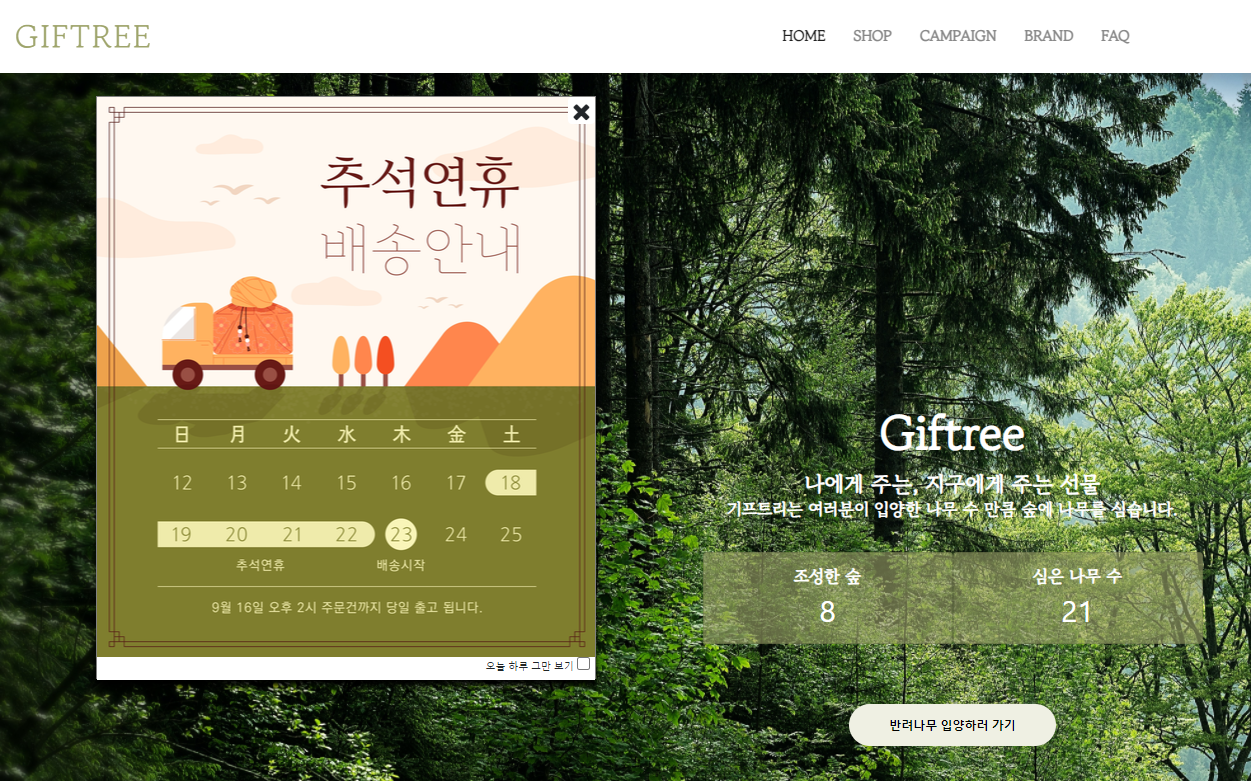 GIFTREE
HOME SHOP CAMPAIGN BRAND FAQ
추석연휴
배송안내
日 月 火 水 木 金 土
12 13 14 15 16 17 18
19 20 21 22 23 24 25
추석연휴 배송시작
9월 16일 오후 2시 주문건까지 당일 출고 됩니다.
오늘 하루 그만 보기
Giftree
나에게 주는, 지구에게 주는 선물
기프트리는 여러분이 입양한 나무 수 만큼 숲에 나무를 심습니다.
조성한 숲 심은 나무 수
8 21
반려나무 입양하러 가기